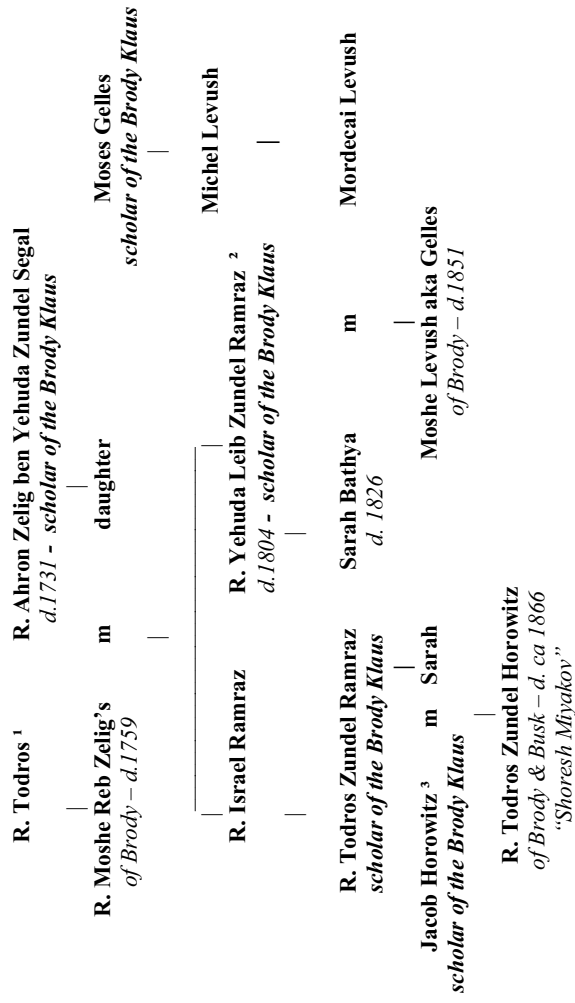 R. Todros ¹
R. Ahron Zelig ben Yehuda Zundel Segal
d.1731 - scholar of the Brody Klaus
R. Moshe Reb Zelig's
of Brody – d.1759
m
daughter
Moses Gelles
scholar of the Brody Klaus
R. Israel Ramraz
R. Yehuda Leib Zundel Ramraz ²
d.1804 - scholar of the Brody Klaus
Michel Levush
R. Todros Zundel Ramraz
scholar of the Brody Klaus
Sarah Bathya
d. 1826
m
Mordecai Levush
Jacob Horowitz ³
scholar of the Brody Klaus
m
Sarah
Moshe Levush aka Gelles
of Brody – d.1851
R. Todros Zundel Horowitz
of Brody & Busk – d. ca 1866
“Shoresh Miyakov”